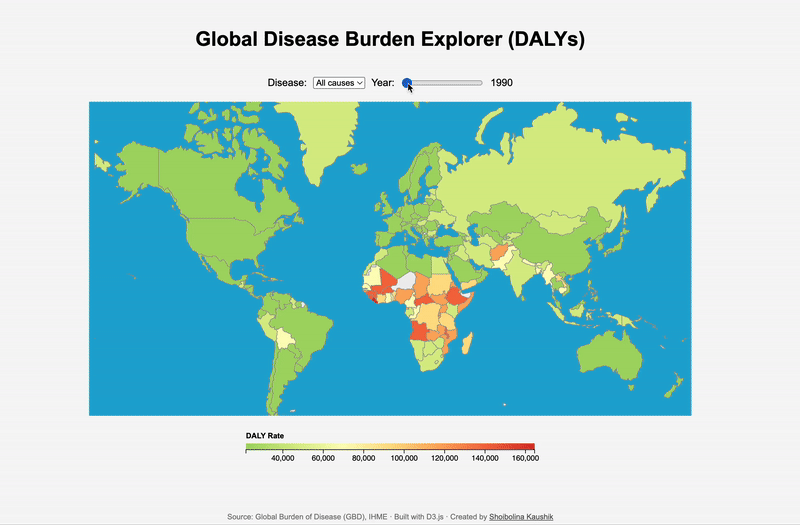 Global Disease Burden Explorer (DALYs)
Disease: All causes Year: 1990
DALY Rate
40,000 60,000 80,000 100,000 120,000 140,000 160,000
Source: Global Burden of Disease (GBD), IHME · Built with D3.js · Created by Shoibolina Kaushik